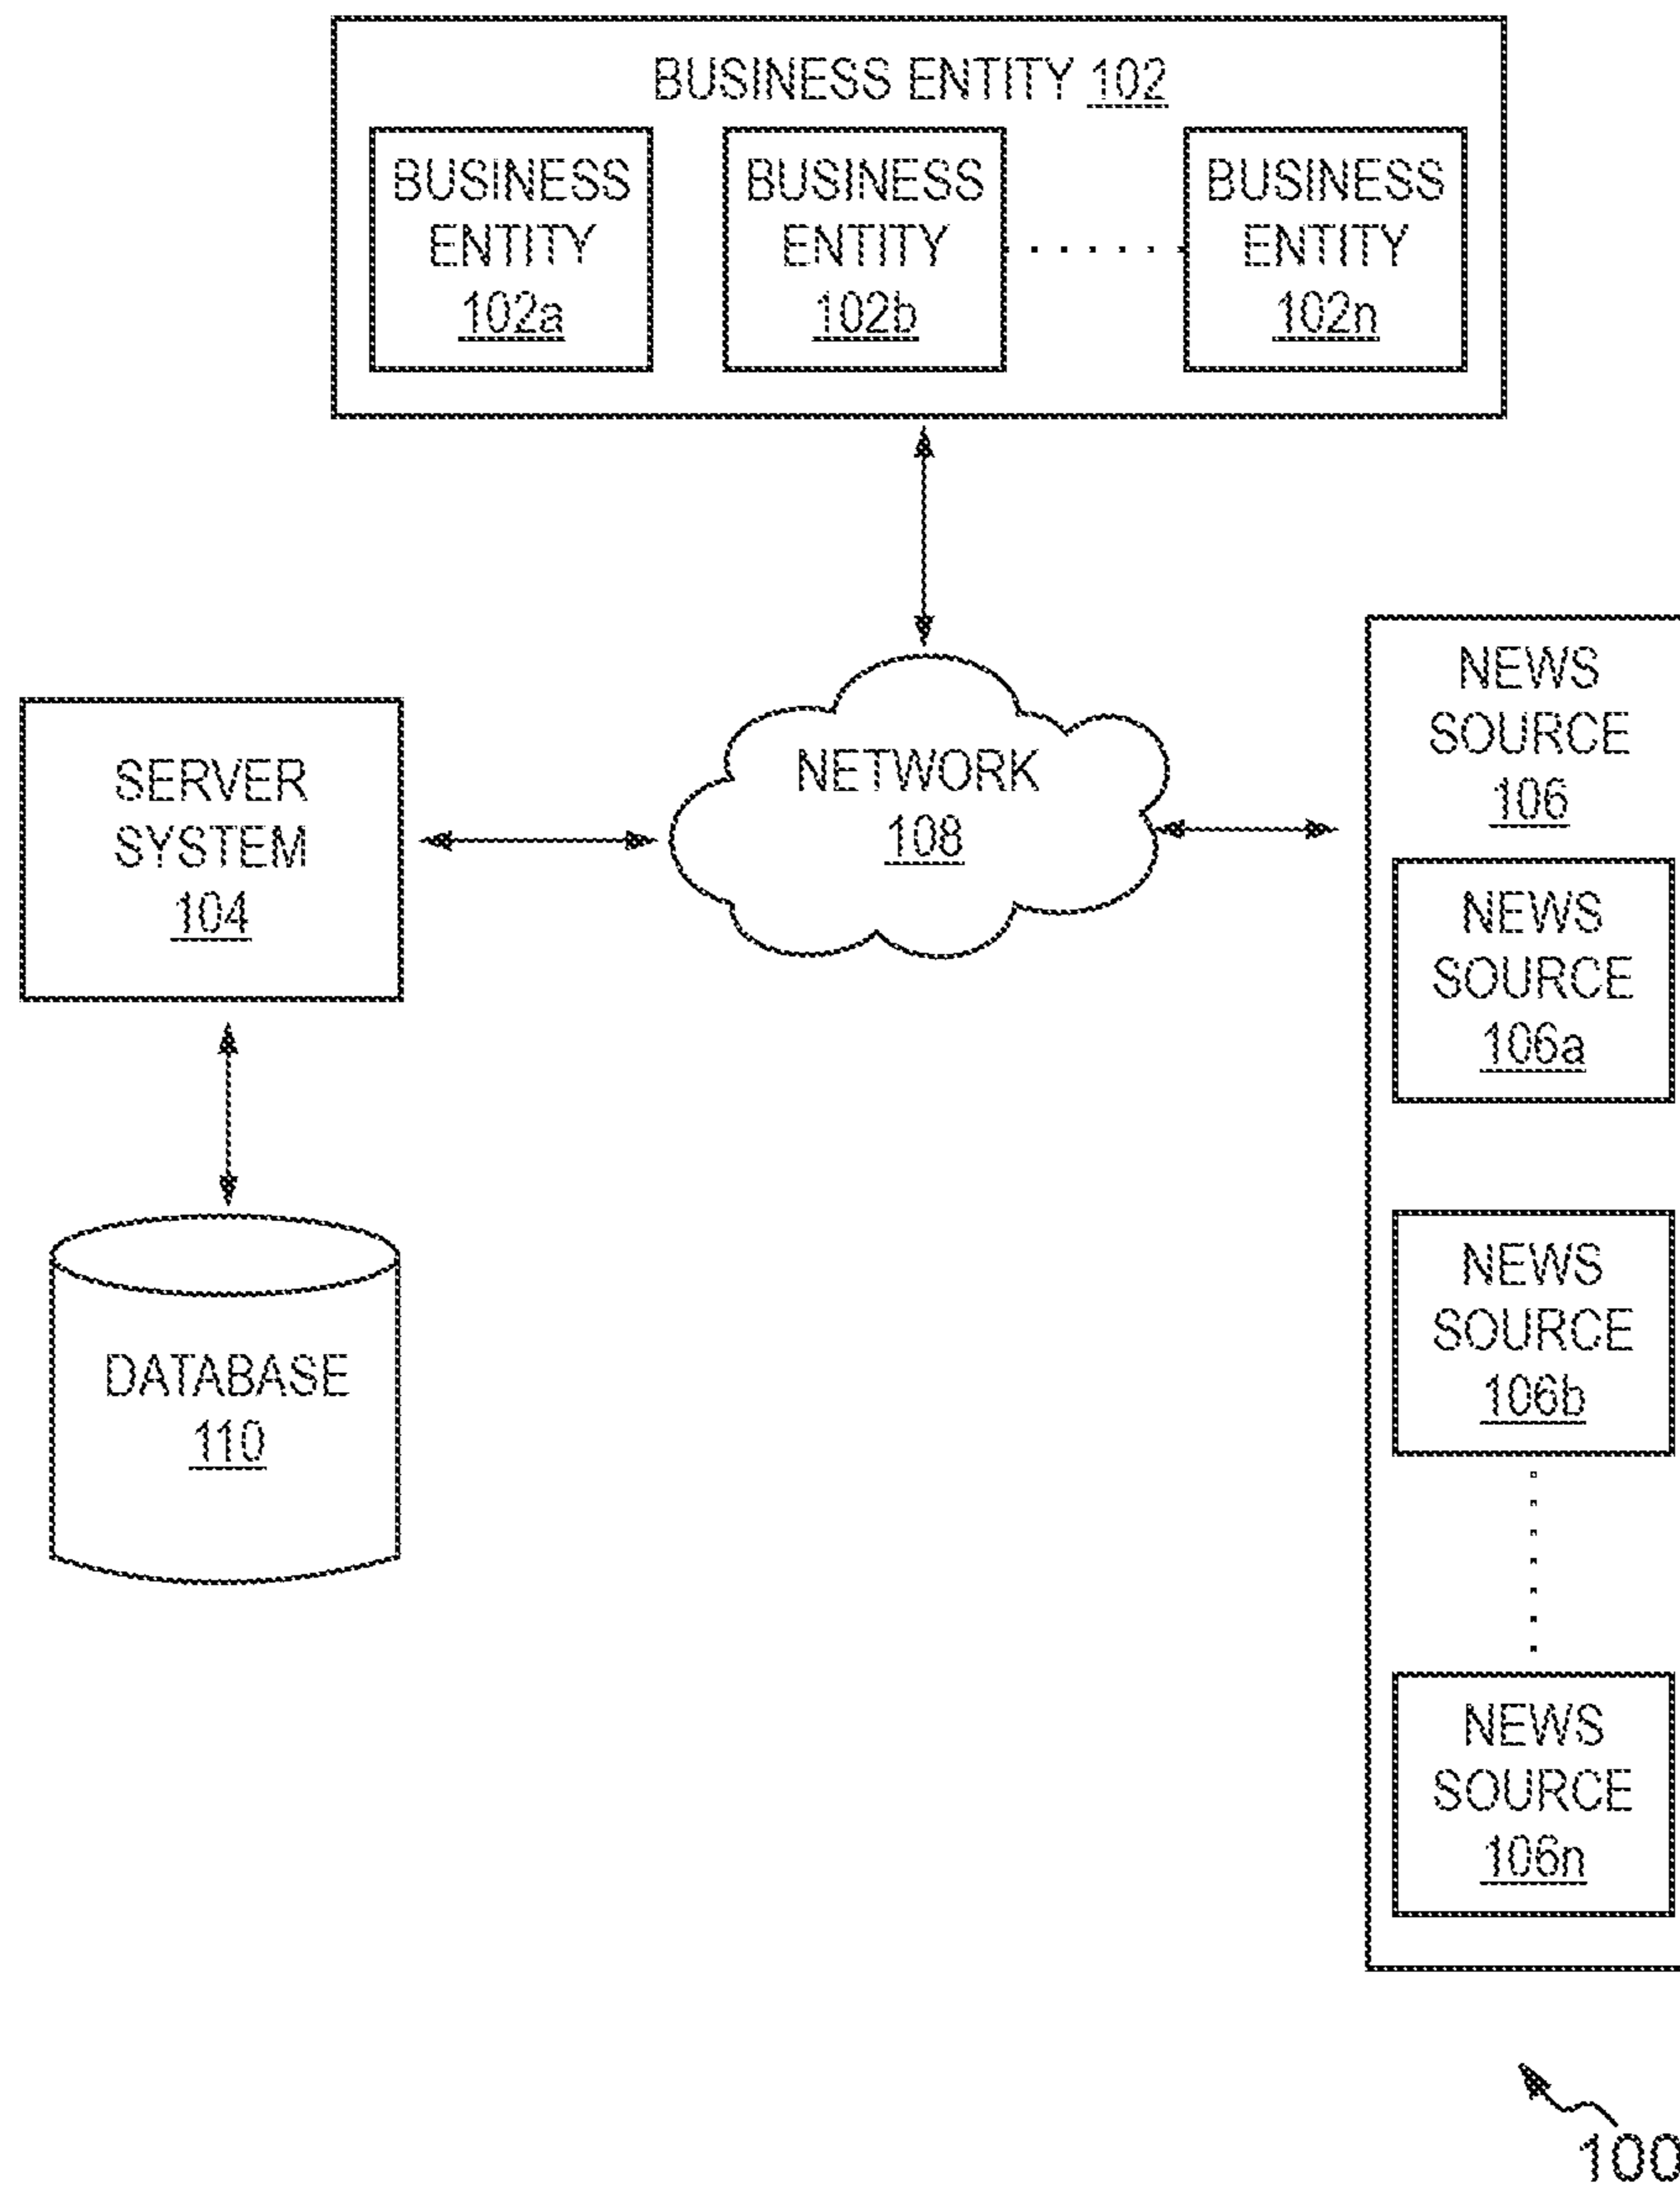 BUSINESS ENTITY 102
BUSINESS
ENTITY
102a
BUSINESS
ENTITY
102b
BUSINESS
ENTITY
102n
SERVER
SYSTEM
104
NETWORK
108
NEWS
SOURCE
106
NEWS
SOURCE
106a
NEWS
SOURCE
106b
NEWS
SOURCE
106n
DATABASE
110
100